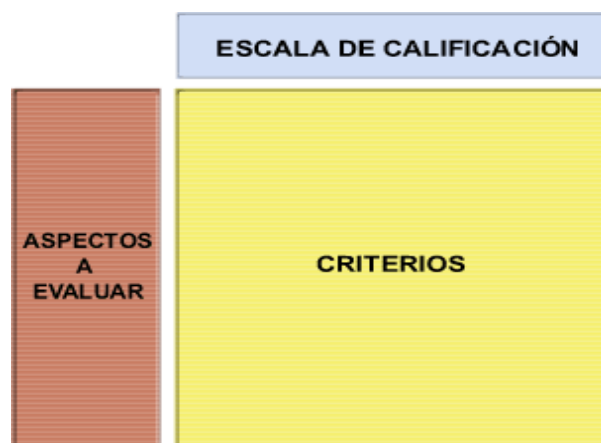 ESCALA DE CALIFICACIÓN
ASPECTOS
A
EVALUAR
CRITERIOS